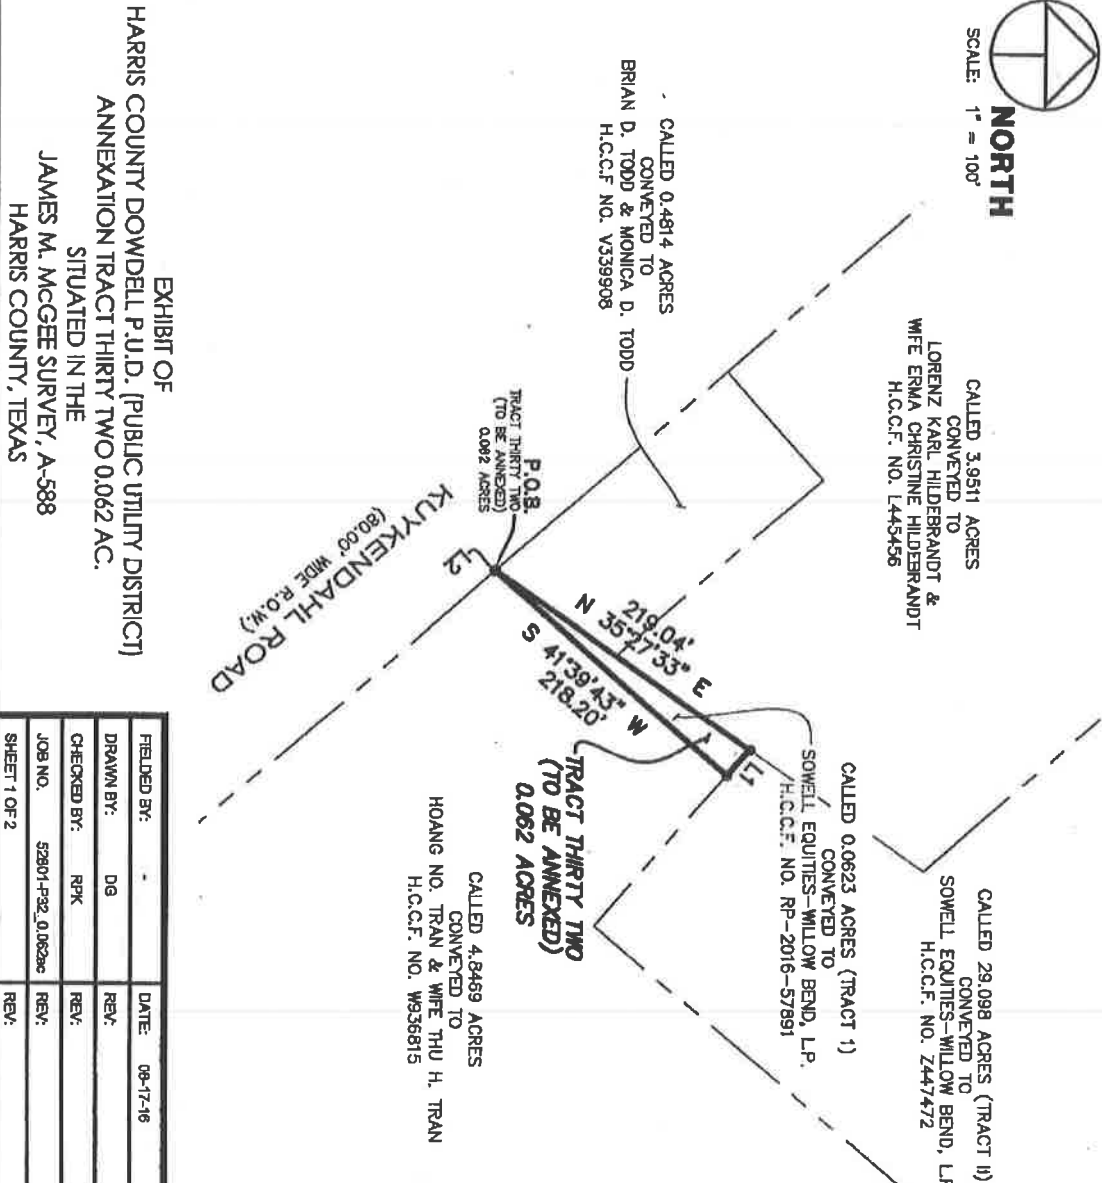 NORTH
SCALE: 1" = 100'
CALLED 3.9511 ACRES
CONVEYED TO
LORENZ KARL HILDEBRANDT &
WIFE ERMA CHRISTINE HILDEBRANDT
H.C.C.F. NO. L445456
CALLED 29.098 ACRES (TRACT II)
CONVEYED TO
SOWELL EQUITIES-WILLOW BEND, L.P
H.C.C.F. NO. Z447472
CALLED 0.4814 ACRES
CONVEYED TO
BRIAN D. TODD & MONICA D. TODD
H.C.C.F NO. V339908
CALLED 0.0623 ACRES (TRACT 1)
CONVEYED TO
SOWELL EQUITIES-WILLOW BEND, L.P.
H.C.C.F. NO. RP-2016-57891
L1
219.04'
N 35°27'33" E
S 41°39'43" W
218.20'
P.O.B.
TRACT THIRTY TWO
(TO BE ANNEXED)
0.062 ACRES
L2
TRACT THIRTY TWO
(TO BE ANNEXED)
0.062 ACRES
KUYKENDAHL ROAD
(80.00' WIDE R.O.W.)
CALLED 4.8469 ACRES
CONVEYED TO
HOANG NO. TRAN & WIFE THU H. TRAN
H.C.C.F. NO. W936815
EXHIBIT OF
HARRIS COUNTY DOWDELL P.U.D. (PUBLIC UTILITY DISTRICT)
ANNEXATION TRACT THIRTY TWO 0.062 AC.
SITUATED IN THE
JAMES M. McGEE SURVEY, A-588
HARRIS COUNTY, TEXAS
FIELDED BY: - DATE: 08-17-16
DRAWN BY: DG REV:
CHECKED BY: RPK REV:
JOB NO. 52801-P32_0.062ac REV:
SHEET 1 OF 2 REV: